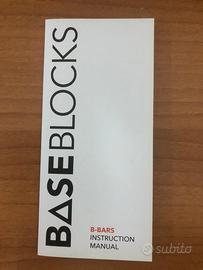 BASEBLOCKS
B-BARS
INSTRUCTION
MANUAL
subito